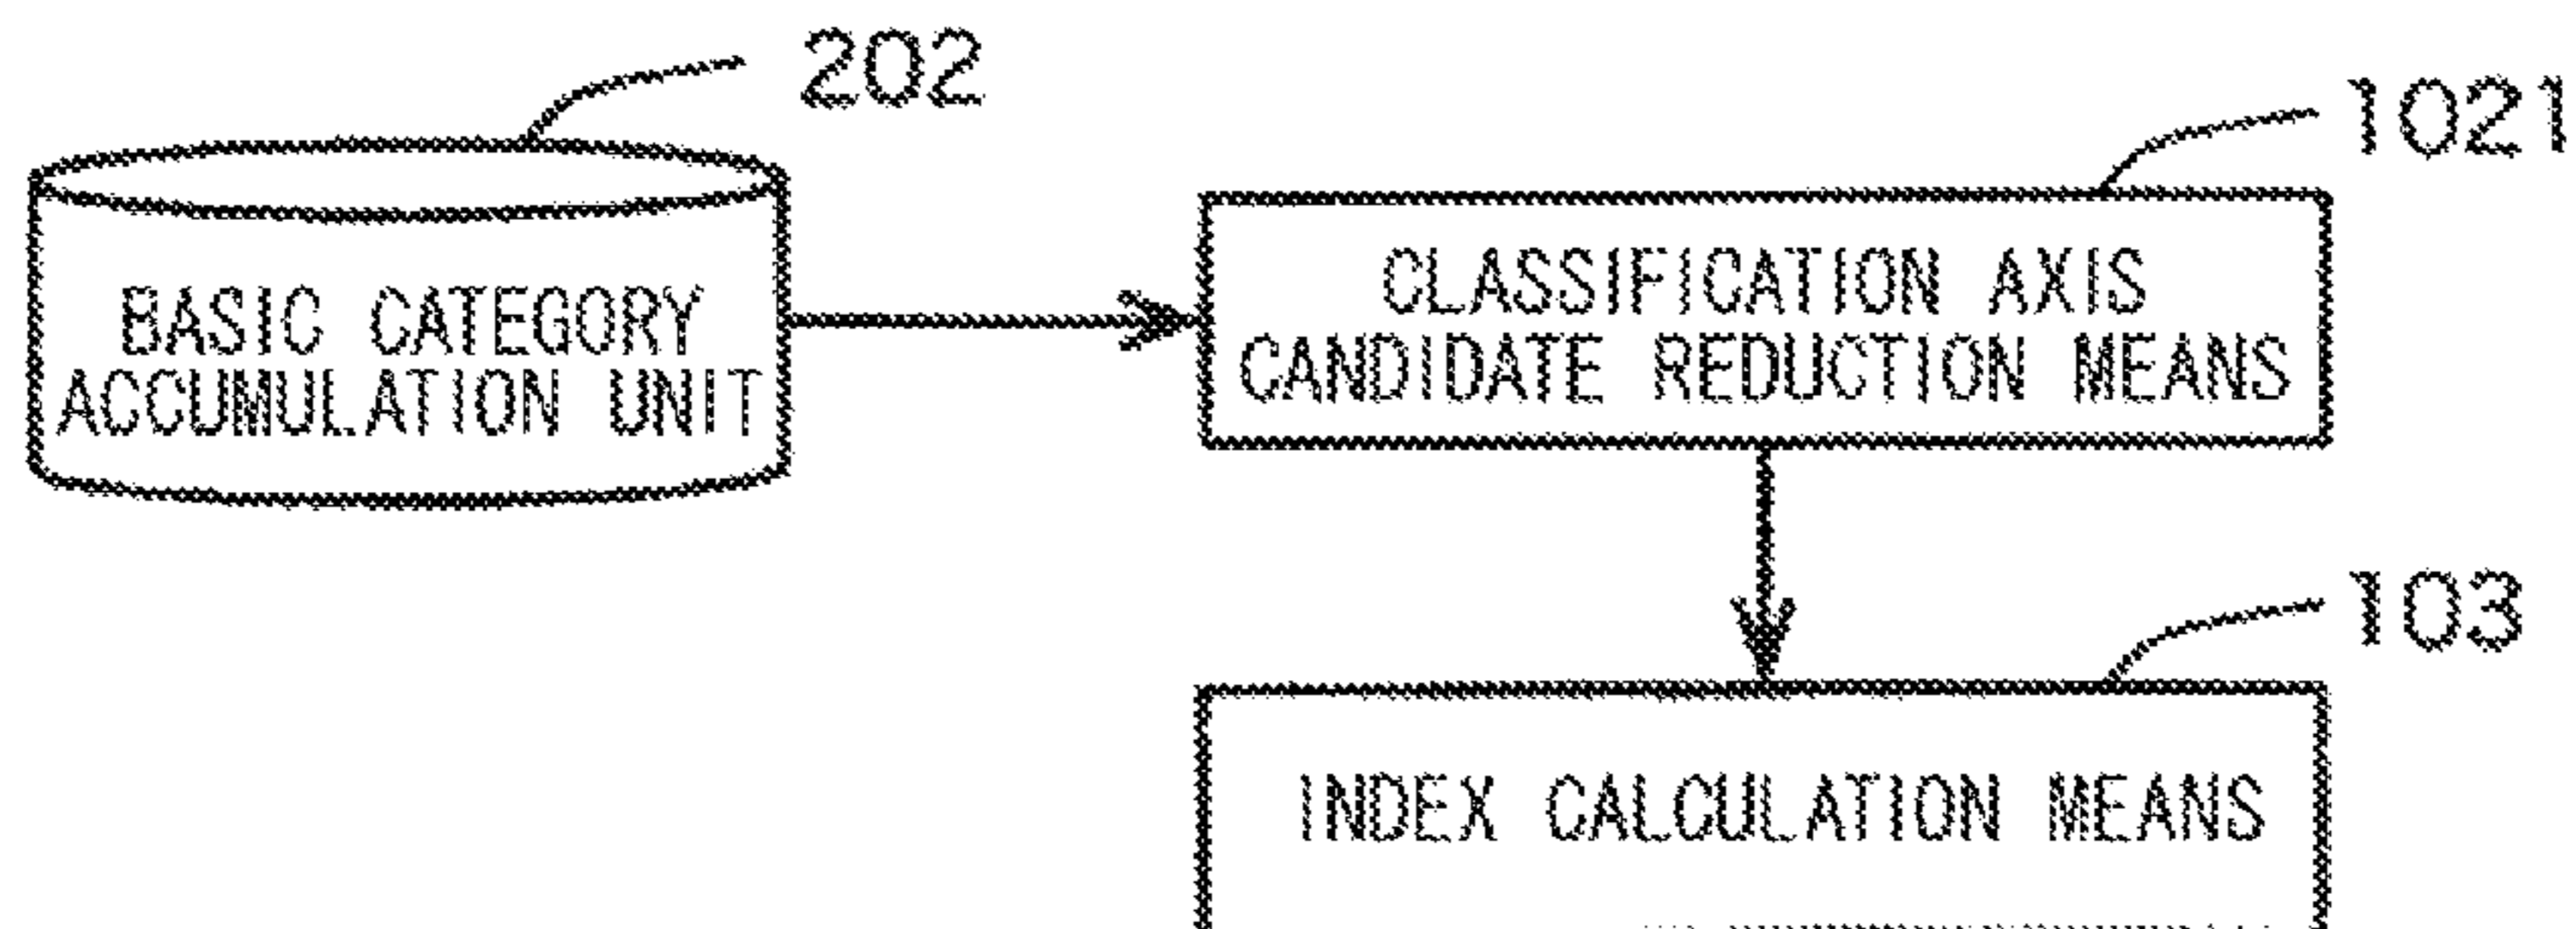 202
1021
BASIC CATEGORY
ACCUMULATION UNIT
CLASSIFICATION AXIS
CANDIDATE REDUCTION MEANS
103
INDEX CALCULATION MEANS